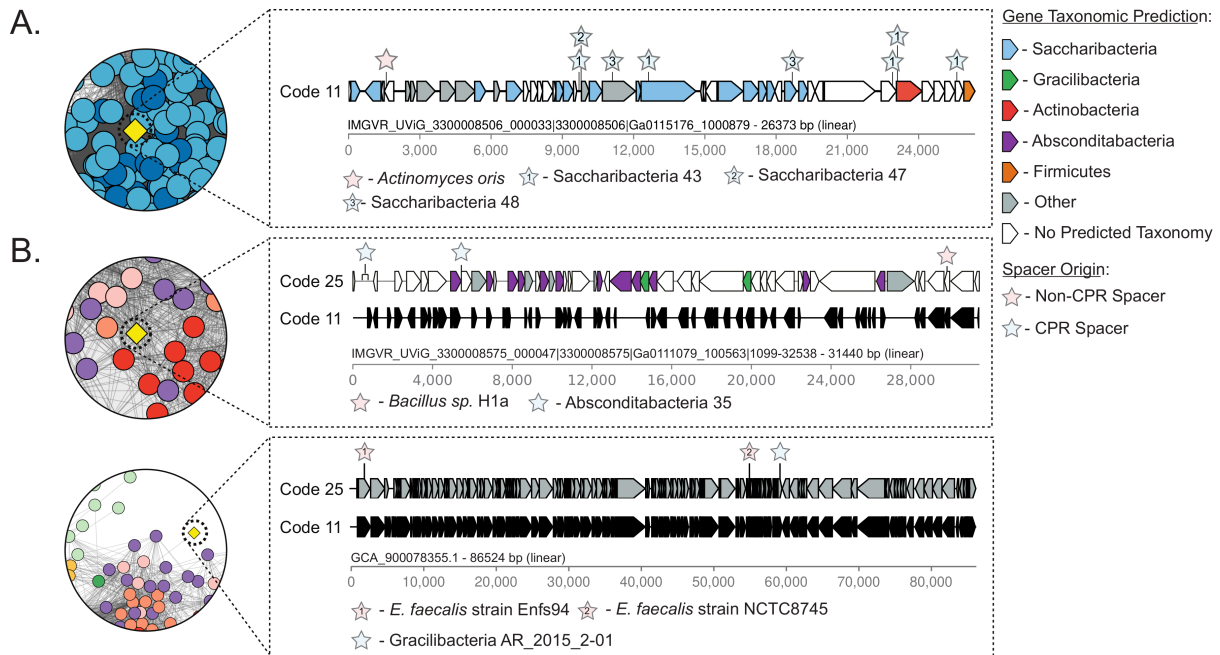 A.
Code 11
2
1
3
1
3
1
1
1
IMGVR_UViG_3300008506_000033|3300008506|Ga0115176_1000879 - 26373 bp (linear)
0 3,000 6,000 9,000 12,000 15,000 18,000 21,000 24,000
- Actinomyces oris 1 - Saccharibacteria 43 2 - Saccharibacteria 47
3 - Saccharibacteria 48
Gene Taxonomic Prediction:
- Saccharibacteria
- Gracilibacteria
- Actinobacteria
- Absconditabacteria
- Firmicutes
- Other
- No Predicted Taxonomy
Spacer Origin:
- Non-CPR Spacer
- CPR Spacer
B.
Code 25
Code 11
IMGVR_UViG_3300008575_000047|3300008575|Ga0111079_100563|1099-32538 - 31440 bp (linear)
0 4,000 8,000 12,000 16,000 20,000 24,000 28,000
- Bacillus sp. H1a - Absconditabacteria 35
1 2
Code 25
Code 11
GCA_900078355.1 - 86524 bp (linear)
0 10,000 20,000 30,000 40,000 50,000 60,000 70,000 80,000
1 - E. faecalis strain Enfs94 2 - E. faecalis strain NCTC8745
- Gracilibacteria AR_2015_2-01